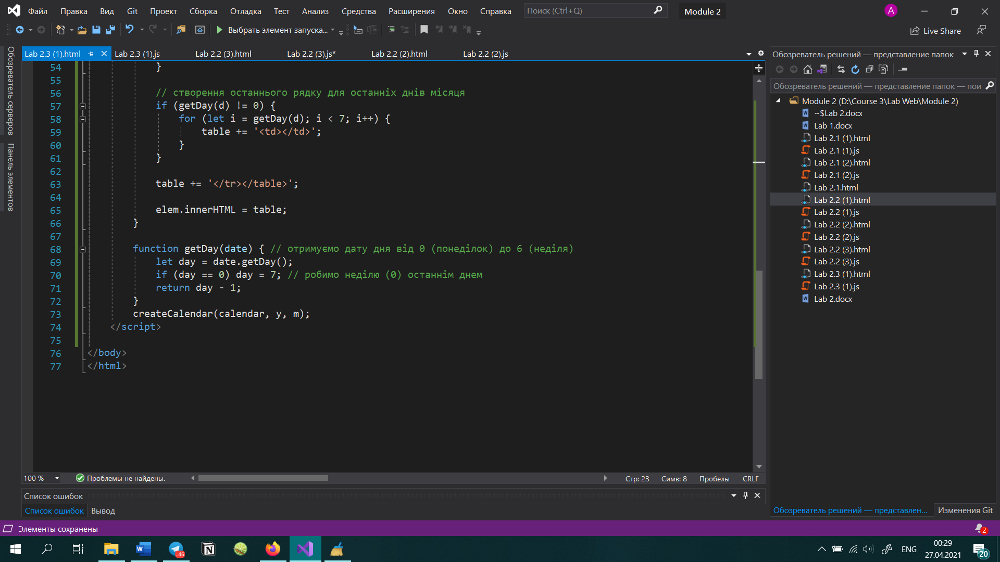 Файл Правка Вид Git Проект Сборка Отладка Тест Анализ Средства Расширения Окно Справка Поиск (Ctrl+Q) Module 2 A
Выбрать элемент запуска... Live Share
Обозреватель серверов
Панель элементов
Lab 2.3 (1).html Lab 2.3 (1).js Lab 2.2 (3).html Lab 2.2 (3).js* Lab 2.2 (2).html Lab 2.2 (2).js
54 }
55
56 // створення останнього рядку для останніх днів місяця
57 if (getDay(d) != 0) {
58 for (let i = getDay(d); i < 7; i++) {
59 table += '<td></td>';
60 }
61 }
62
63 table += '</tr></table>';
64
65 elem.innerHTML = table;
66 }
67
68 function getDay(date) { // отримуємо дату дня від 0 (понеділок) до 6 (неділя)
69 let day = date.getDay();
70 if (day == 0) day = 7; // робимо неділю (0) останнім днем
71 return day - 1;
72 }
73 createCalendar(calendar, y, m);
74 </script>
75
76 </body>
77 </html>
100 % Проблемы не найдены. Стр: 23 Симв: 8 Пробелы CRLF
Список ошибок
Список ошибок Вывод
Обозреватель решений — представление папок
Обозреватель решений — представление папок — пои
Module 2 (D:\Course 3\Lab Web\Module 2)
~$Lab 2.docx
Lab 1.docx
Lab 2.1 (1).html
Lab 2.1 (1).js
Lab 2.1 (2).html
Lab 2.1 (2).js
Lab 2.1.html
Lab 2.2 (1).html
Lab 2.2 (1).js
Lab 2.2 (2).html
Lab 2.2 (2).js
Lab 2.2 (3).html
Lab 2.2 (3).js
Lab 2.3 (1).html
Lab 2.3 (1).js
Lab 2.docx
Обозреватель решений — представлен... Изменения Git
Элементы сохранены 2
46 ENG 00:29
27.04.2021 20